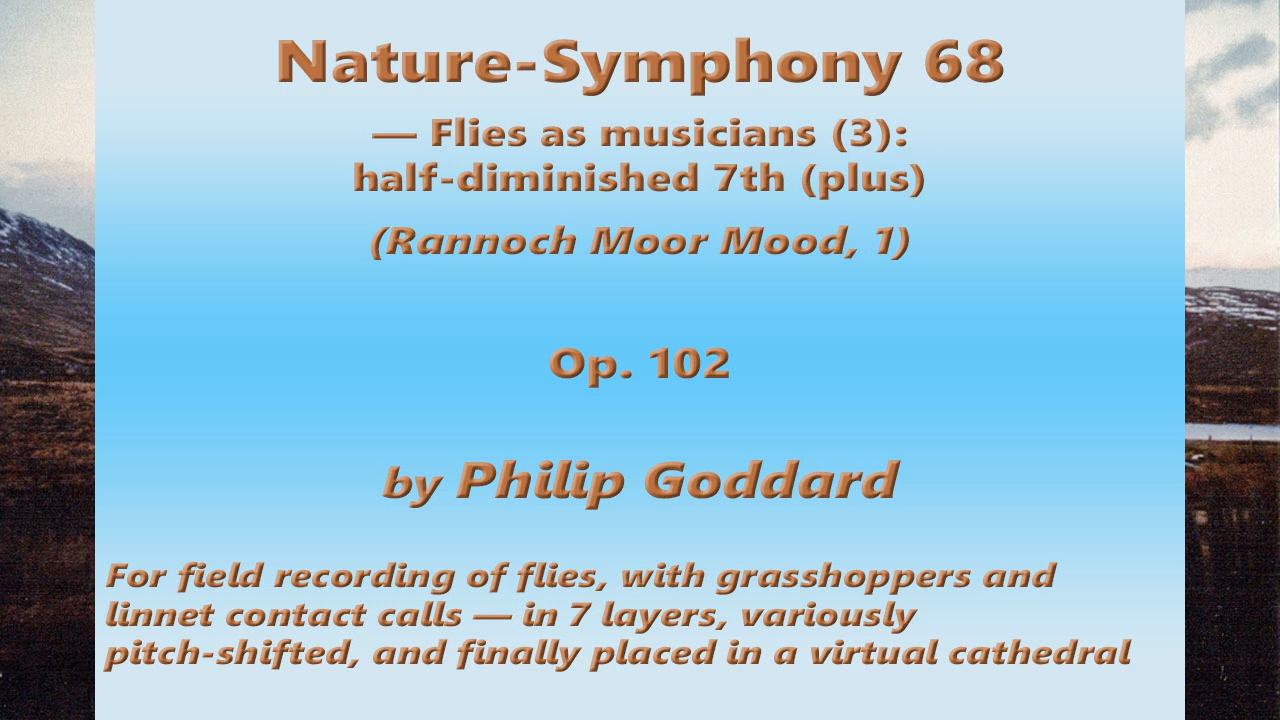 Nature-Symphony 68
— Flies as musicians (3):
half-diminished 7th (plus)
(Rannoch Moor Mood, 1)
Op. 102
by Philip Goddard
For field recording of flies, with grasshoppers and
linnet contact calls — in 7 layers, variously
pitch-shifted, and finally placed in a virtual cathedral